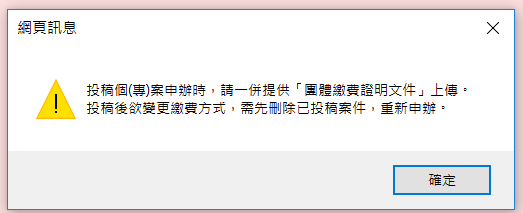 網頁訊息
投稿個(專)案申辦時，請一併提供「團體繳費證明文件」上傳。
投稿後欲變更繳費方式，需先刪除已投稿案件，重新申辦。
確定